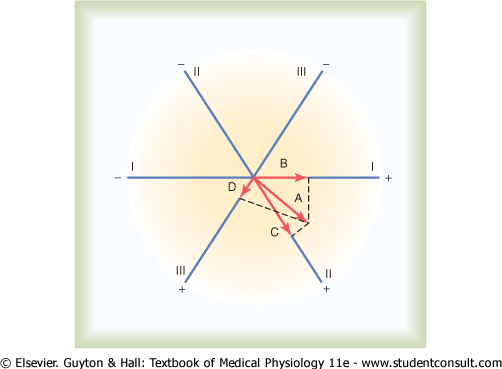 − −
II III
B
− I I +
D
A
C
III II
+ +
© Elsevier. Guyton & Hall: Textbook of Medical Physiology 11e - www.studentconsult.com